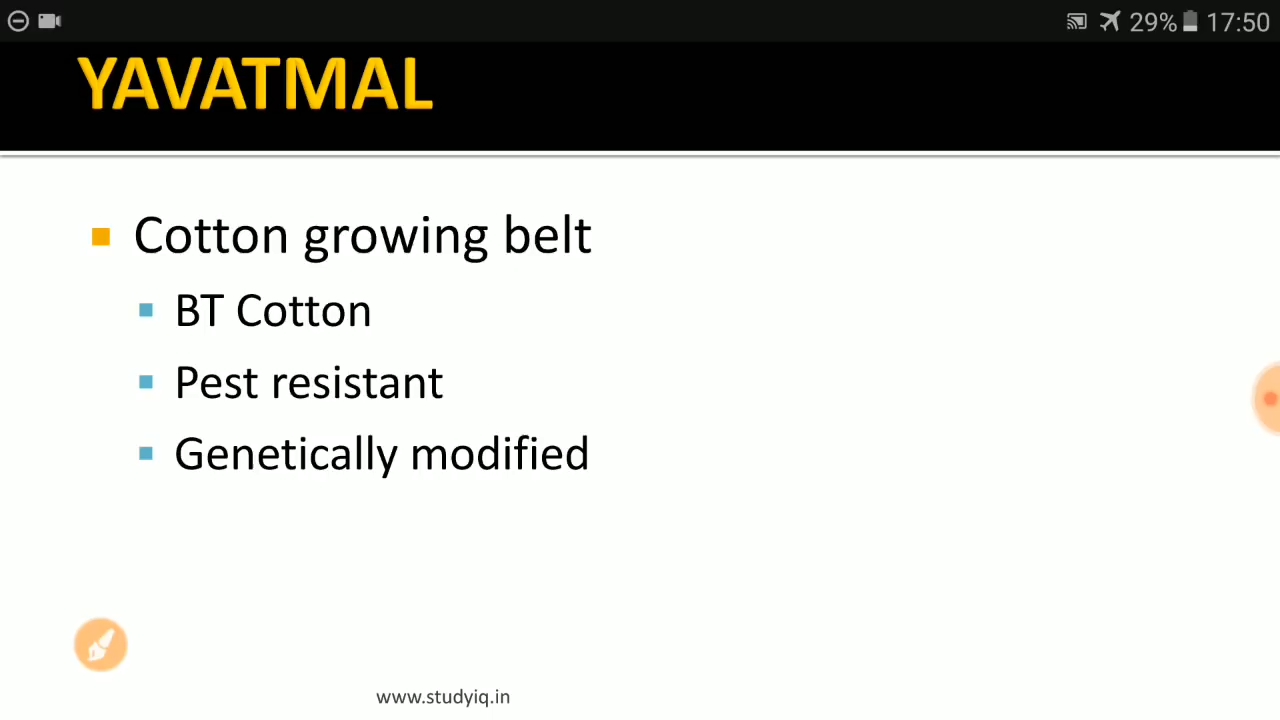 29% 17:50
YAVATMAL
Cotton growing belt
BT Cotton
Pest resistant
Genetically modified
www.studyiq.in